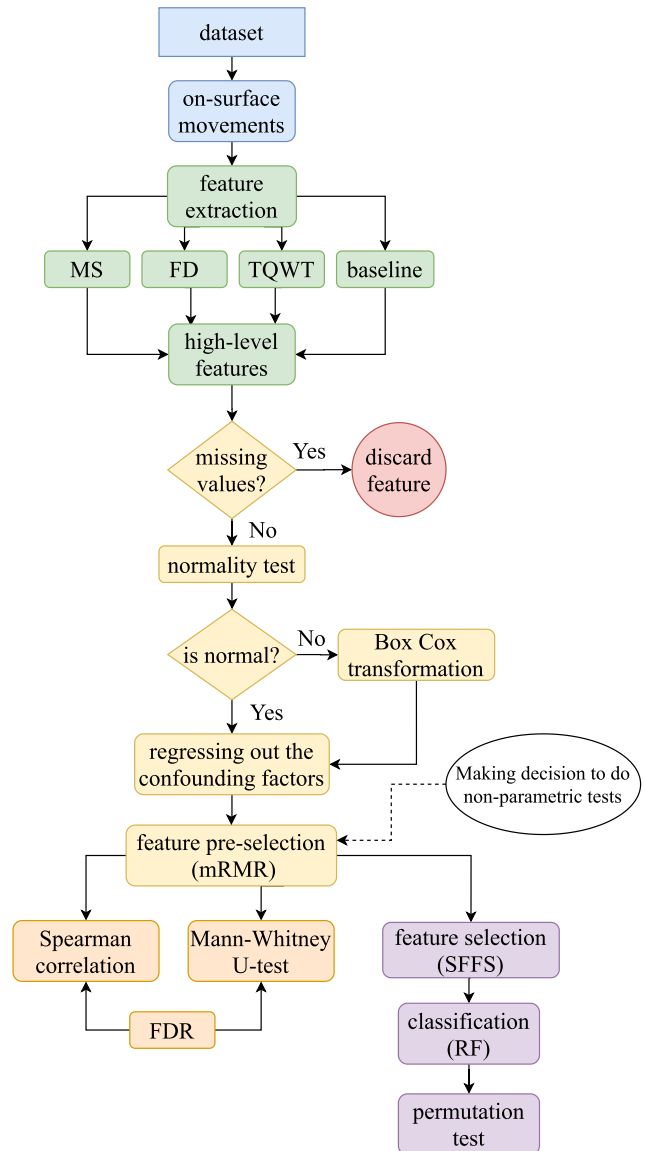 dataset
on-surface
movements
feature
extraction
MS
FD
TQWT
baseline
high-level
features
missing
values?
Yes
discard
feature
No
normality test
is normal?
No
Box Cox
transformation
Yes
regressing out the
confounding factors
Making decision to do
non-parametric tests
feature pre-selection
(mRMR)
Spearman
correlation
Mann-Whitney
U-test
feature selection
(SFFS)
FDR
classification
(RF)
permutation
test